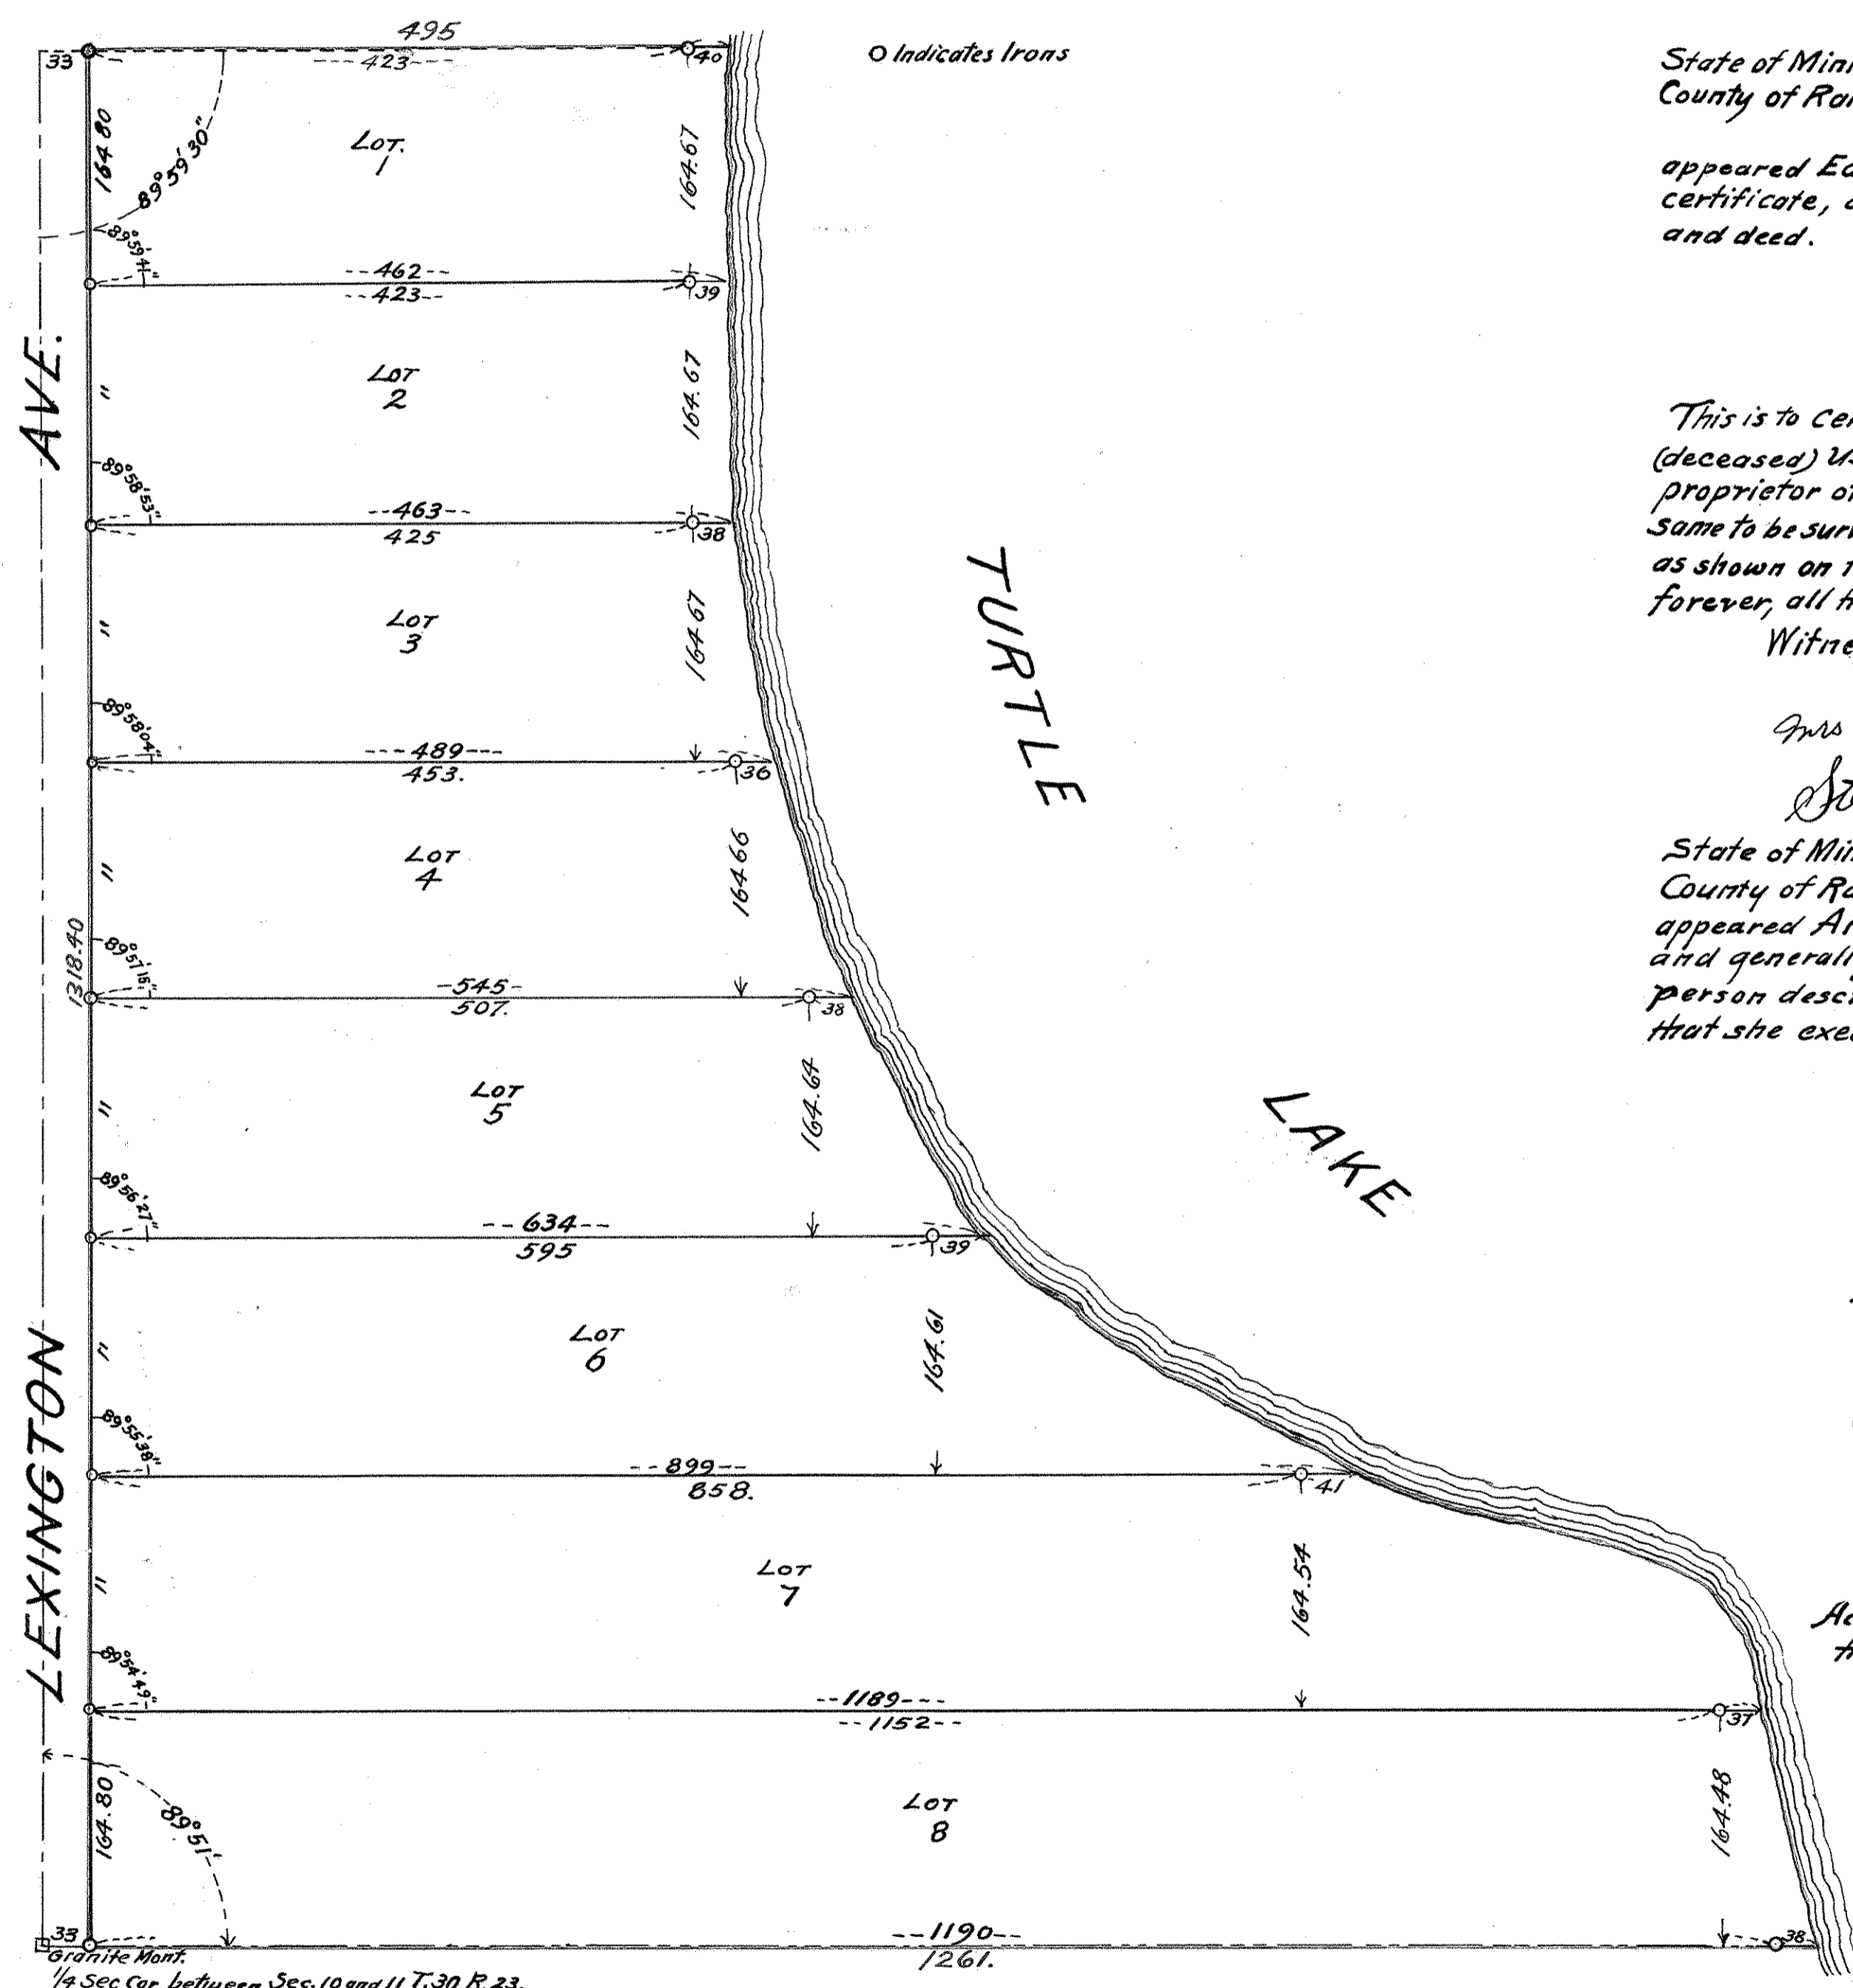 495
33
---423---
40
O Indicates Irons
164 80
89°59'30"
LOT.
1
164.67
89°59'41"
--462--
--423--
39
LOT
2
"
164.67
89°58'53"
--463--
425
38
LOT
3
"
164.67
89°58'04"
---489---
453.
36
LOT
4
"
164.66
89°57'15"
-545-
507.
38
1318.40
LOT
5
"
164.64
89°56'27"
--634--
595
39
LOT
6
"
164.61
89°55'38"
--899--
858.
41
LOT
7
"
164.54
89°54'49"
--1189---
--1152--
37
LOT
8
164.80
89°51'
164.48
33
--1190--
1261.
38
Granite Mont.
1/4 Sec Cor. between Sec. 10 and 11 T.30 R.23.
LEXINGTON AVE.
TURTLE
LAKE
State of Min
County of Ra
appeared Ed
certificate,
and deed.
This is to cer
(deceased)
proprietor o
same to be sur
as shown on
forever, all
Witne
Mrs
State of Min
County of Ra
appeared Ar
and general
person desc
that she exe